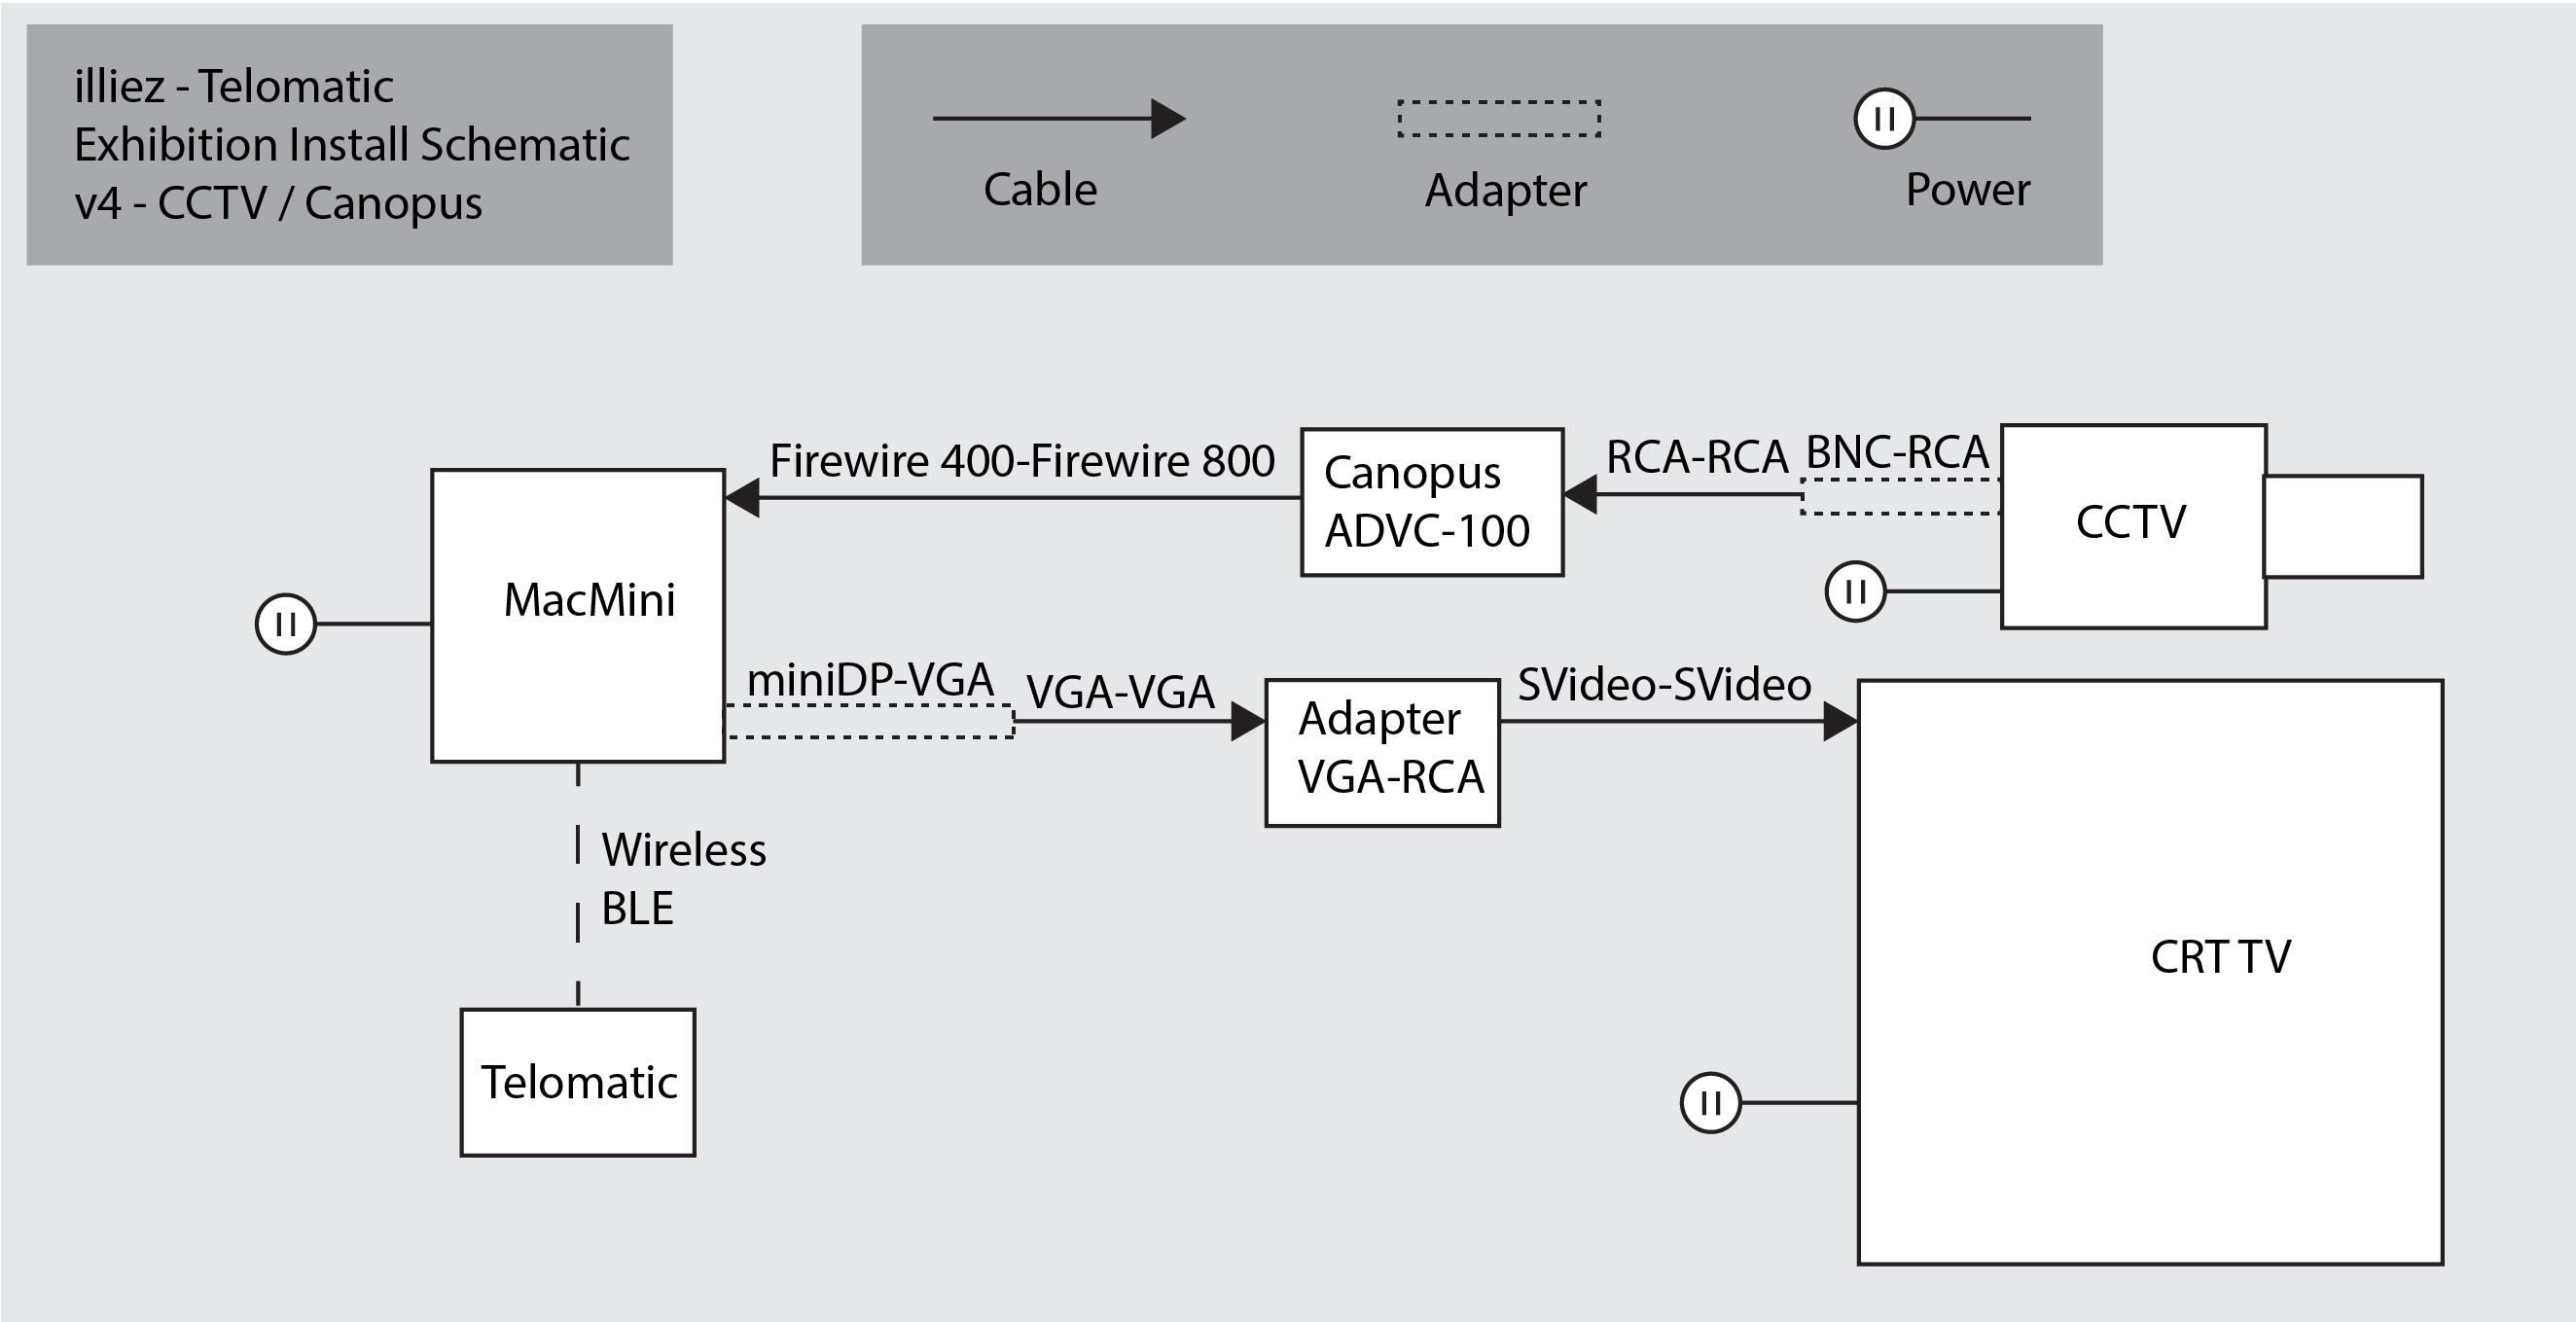 illiez - Telomatic
Exhibition Install Schematic
v4 - CCTV / Canopus
Cable
Adapter
Power
Firewire 400-Firewire 800
Canopus
ADVC-100
RCA-RCA
BNC-RCA
CCTV
MacMini
miniDP-VGA
VGA-VGA
Adapter
VGA-RCA
SVideo-SVideo
CRT TV
Wireless
BLE
Telomatic